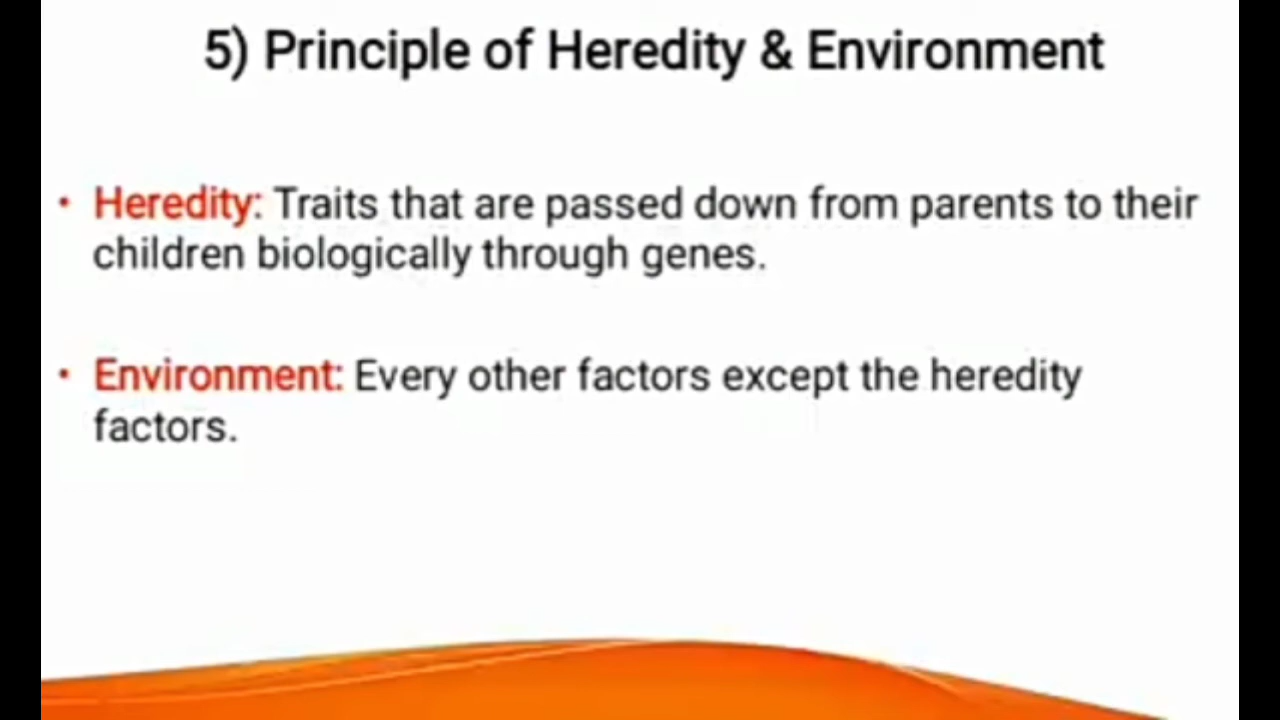 5) Principle of Heredity & Environment
• Heredity: Traits that are passed down from parents to their
children biologically through genes.
• Environment: Every other factors except the heredity
factors.